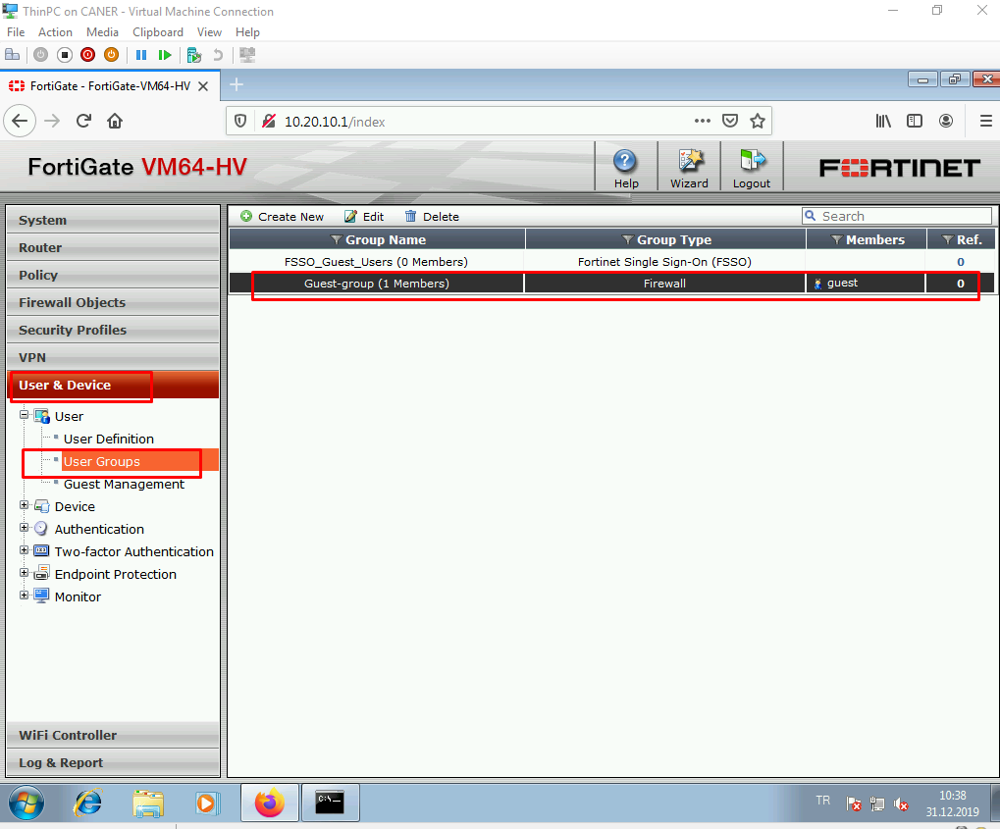 ThinPC on CANER - Virtual Machine Connection
File Action Media Clipboard View Help
FortiGate - FortiGate-VM64-HV
10.20.10.1/index
FortiGate VM64-HV
Help
Wizard
Logout
FORTINET
System
Router
Policy
Firewall Objects
Security Profiles
VPN
User & Device
User
User Definition
User Groups
Guest Management
Device
Authentication
Two-factor Authentication
Endpoint Protection
Monitor
WiFi Controller
Log & Report
Create New Edit Delete Search
Group Name Group Type Members Ref.
FSSO_Guest_Users (0 Members) Fortinet Single Sign-On (FSSO) 0
Guest-group (1 Members) Firewall guest 0
C:\_
TR
10:38
31.12.2019